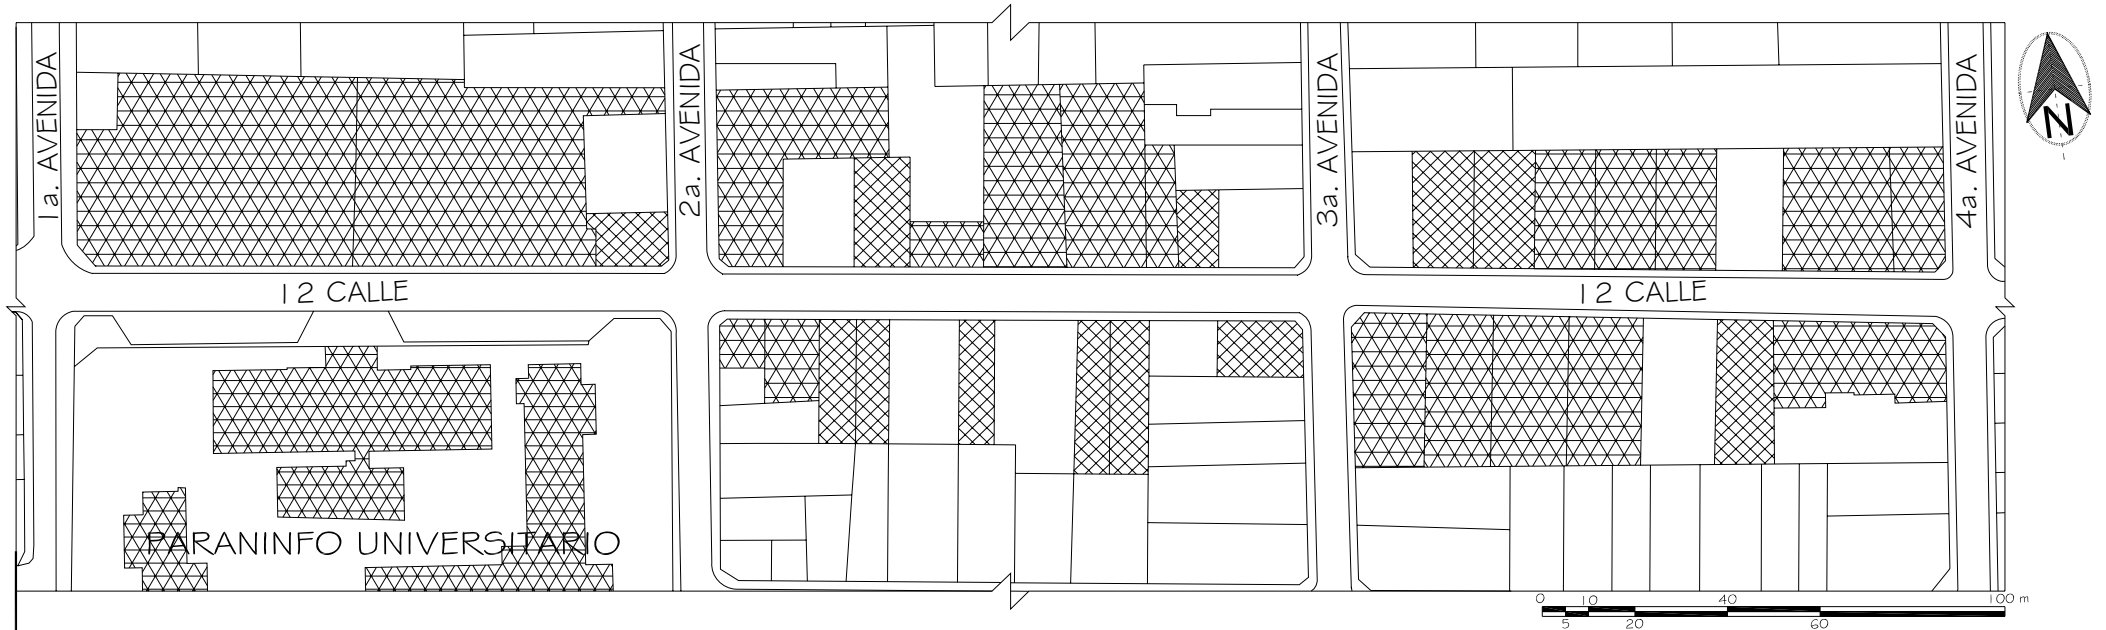 1a. AVENIDA
2a. AVENIDA
3a. AVENIDA
4a. AVENIDA
N
12 CALLE
12 CALLE
PARANINFO UNIVERSITARIO
0 10 40 100 m
5 20 60